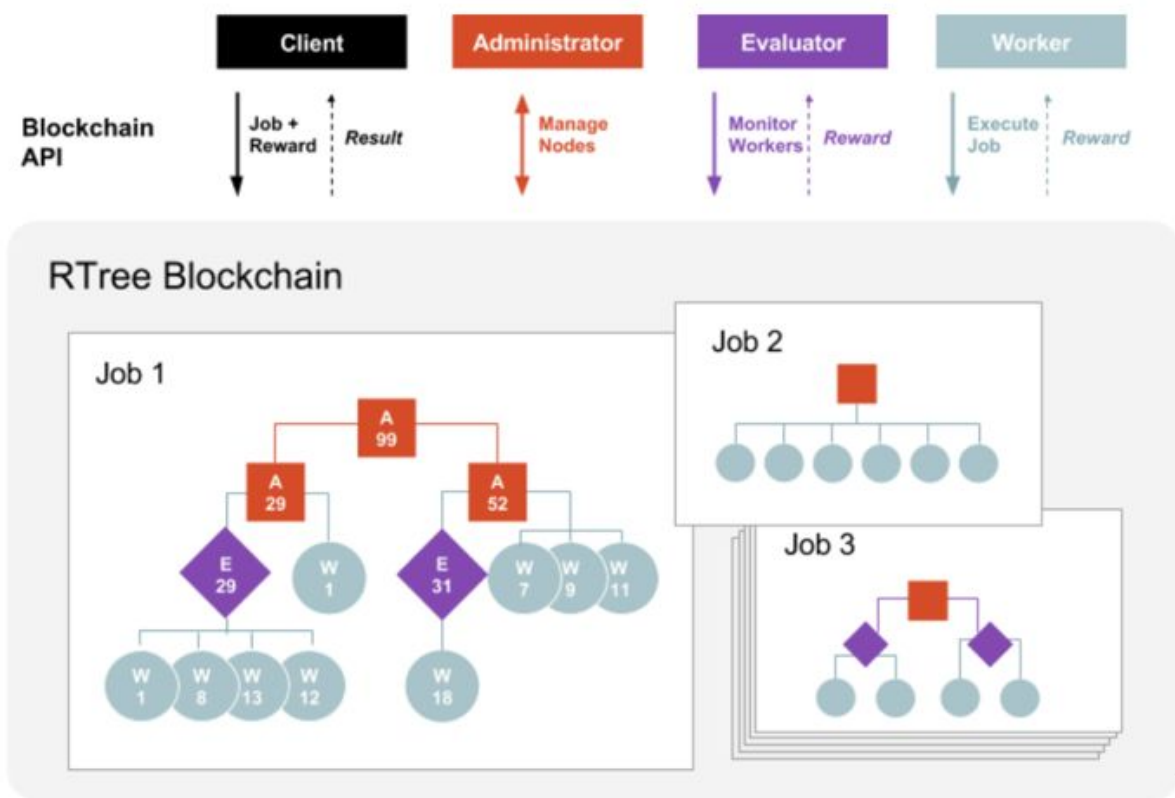 Client
Administrator
Evaluator
Worker
Blockchain
API
Job +
Reward
Result
Manage
Nodes
Monitor
Workers
Reward
Execute
Job
Reward
RTree Blockchain
Job 1
A
99
A
29
A
52
E
29
W
1
E
31
W
7
W
9
W
11
W
1
W
8
W
13
W
12
W
18
Job 2
Job 3